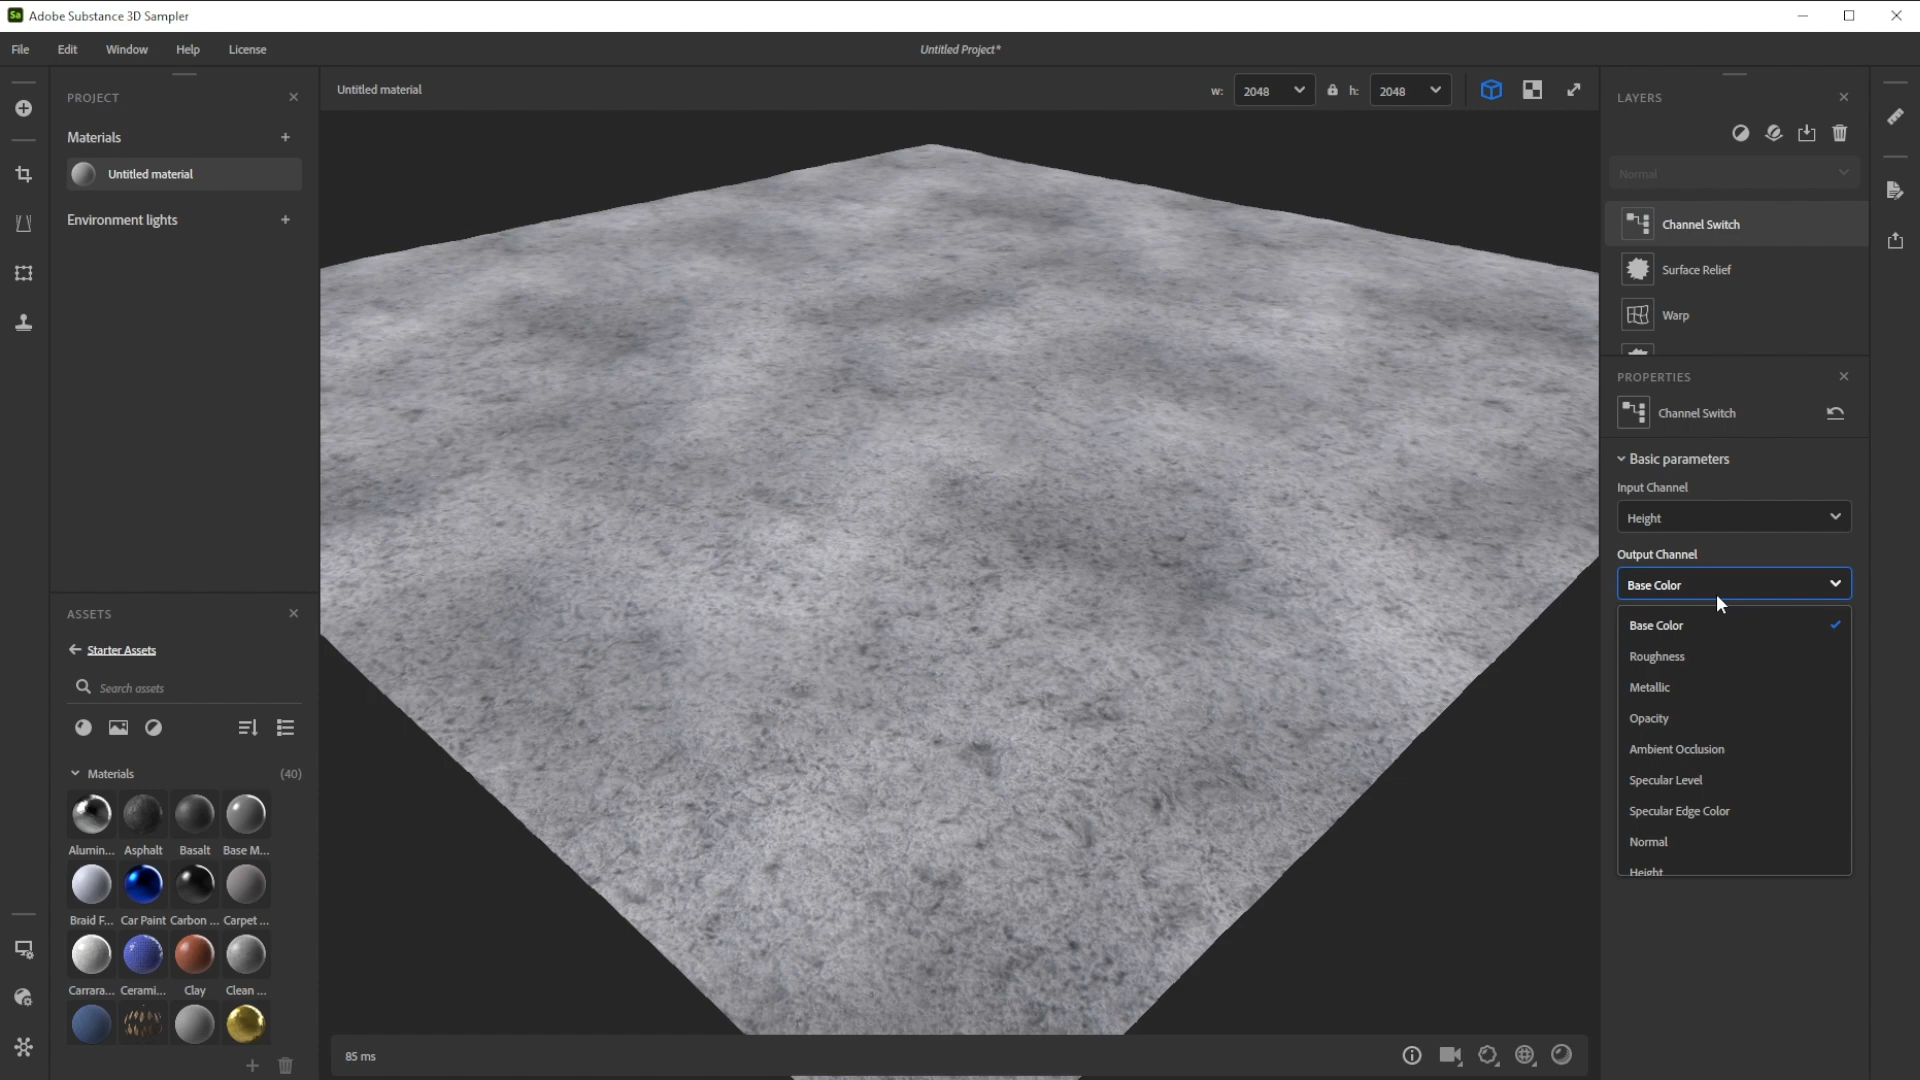 Sa Adobe Substance 3D Sampler
File Edit Window Help License
Untitled Project*
PROJECT
Materials
Untitled material
Environment lights
ASSETS
Starter Assets
Search assets
Materials (40)
Alumin... Asphalt Basalt Base M...
Braid F... Car Paint Carbon ... Carpet ...
Carrara... Cerami... Clay Clean ...
Untitled material
w: 2048 h: 2048
85 ms
LAYERS
Normal
Channel Switch
Surface Relief
Warp
PROPERTIES
Channel Switch
Basic parameters
Input Channel
Height
Output Channel
Base Color
Base Color
Roughness
Metallic
Opacity
Ambient Occlusion
Specular Level
Specular Edge Color
Normal
Height